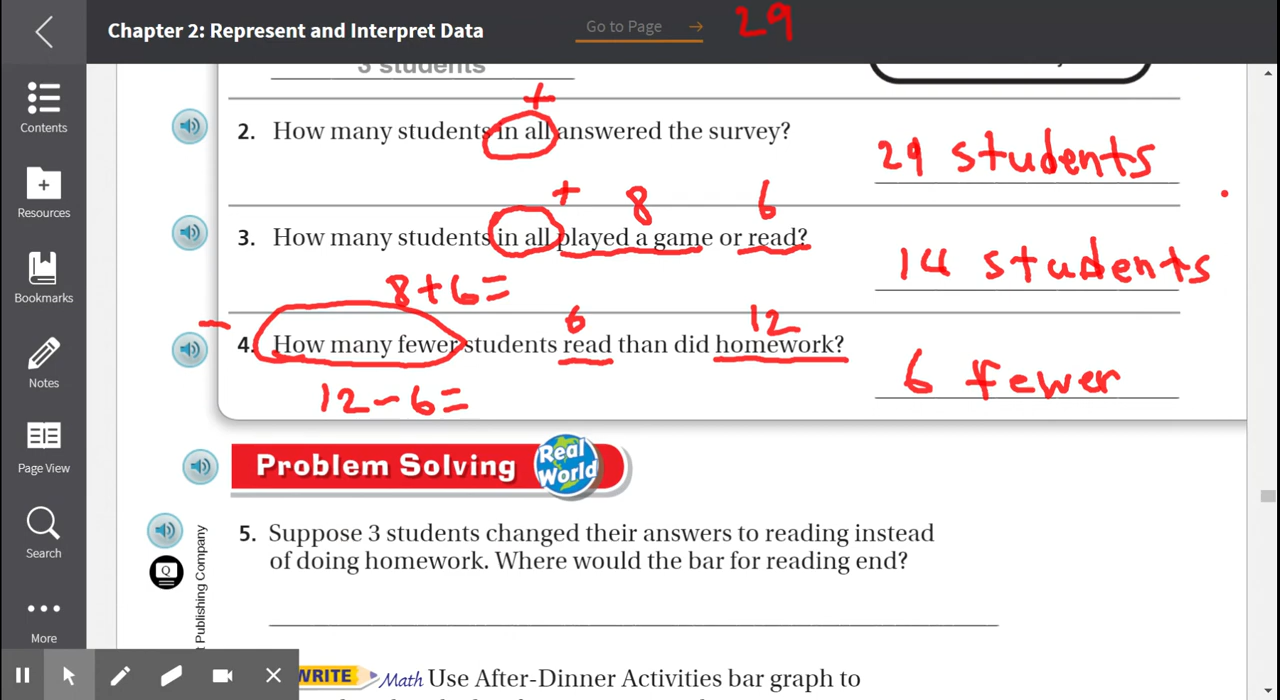 Chapter 2: Represent and Interpret Data
Go to Page → 29
Contents
Resources
Bookmarks
Notes
Page View
Search
More
3 students
+
2. How many students in all answered the survey?
29 students
+ 8 6
3. How many students in all played a game or read?
14 students
8+6=
- 6 12
4. How many fewer students read than did homework?
6 fewer
12-6=
Problem Solving Real World
5. Suppose 3 students changed their answers to reading instead
of doing homework. Where would the bar for reading end?
Q
t Publishing Company
WRITE Math Use After-Dinner Activities bar graph to